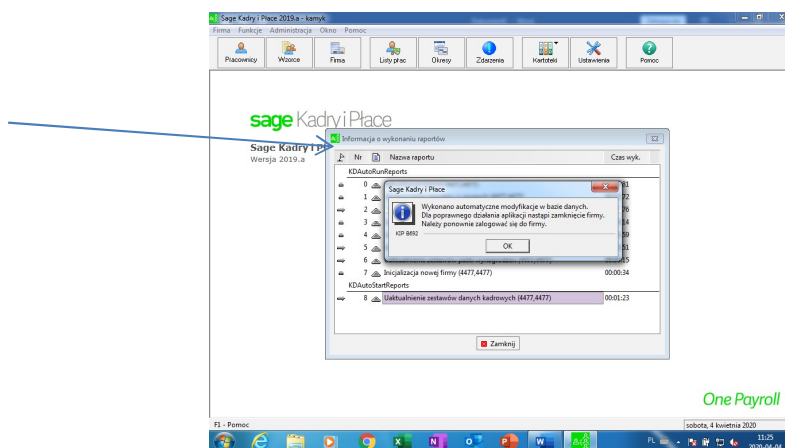 Sage Kadry i Płace 2019.a - kamyk
Firma Funkcje Administracja Okno Pomoc
Pracownicy Wzorce Firma Listy płac Okresy Zdarzenia Kartoteki Ustawienia Pomoc
sage Kadry i Płace
Sage Kadry i
Wersja 2019.a
Informacja o wykonaniu raportów
Nr Nazwa raportu Czas wyk.
KDAutoRunReports
0
1
2
3
4
5
6
7 Inicjalizacja nowej firmy (4477,4477) 00:00:34
KDAutoStartReports
8 Uaktualnienie zestawów danych kadrowych (4477,4477) 00:01:23
Sage Kadry i Płace
Wykonano automatyczne modyfikacje w bazie danych.
Dla poprawnego działania aplikacji nastąpi zamknięcie firmy.
Należy ponownie zalogować się do firmy.
KIP B692
OK
Zamknij
One Payroll
F1 - Pomoc
sobota, 4 kwietnia 2020
PL
11:25
2020-04-04